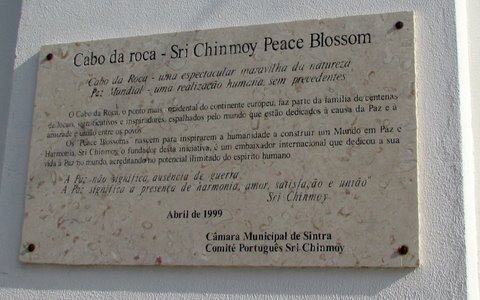 Cabo da roca - Sri Chinmoy Peace Blossom
Cabo da Roca - uma espectacular maravilha da natureza
Paz Mundial - uma realização humana, sem precedentes
O Cabo da Roça, o ponto mais ocidental do continente europeu, faz parte da família de centenas
de locais, significativos e inspiradores, espalhados pelo mundo que estão dedicados à causa da Paz e à
amizade e união entre os povos.
Os "Peace Blossoms" nascem para inspirarem a humanidade a construir um Mundo em Paz e
Harmonia, Sri Chinmoy, o fundador desta iniciativa, é um embaixador internacional que dedicou a sua
vida à Paz no mundo, acreditando no potencial ilimitado do espírito humano
"A Paz não significa, ausência de guerra
A Paz significa a presença de harmonia, amor, satisfação e união"
Sri Chinmoy
Abril de 1999
Câmara Municipal de Sintra
Comité Português Sri Chinmoy